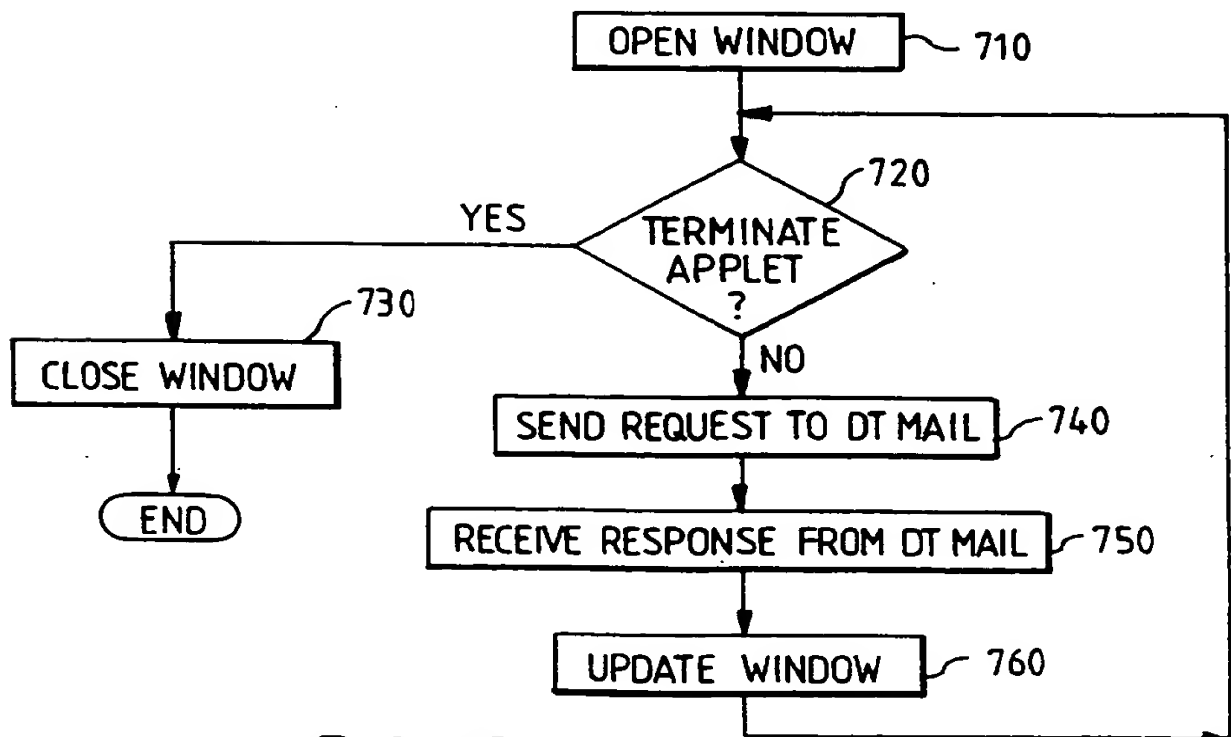 OPEN WINDOW
710
720
YES
TERMINATE
APPLET
?
730
NO
CLOSE WINDOW
SEND REQUEST TO DT MAIL
740
END
RECEIVE RESPONSE FROM DT MAIL
750
UPDATE WINDOW
760